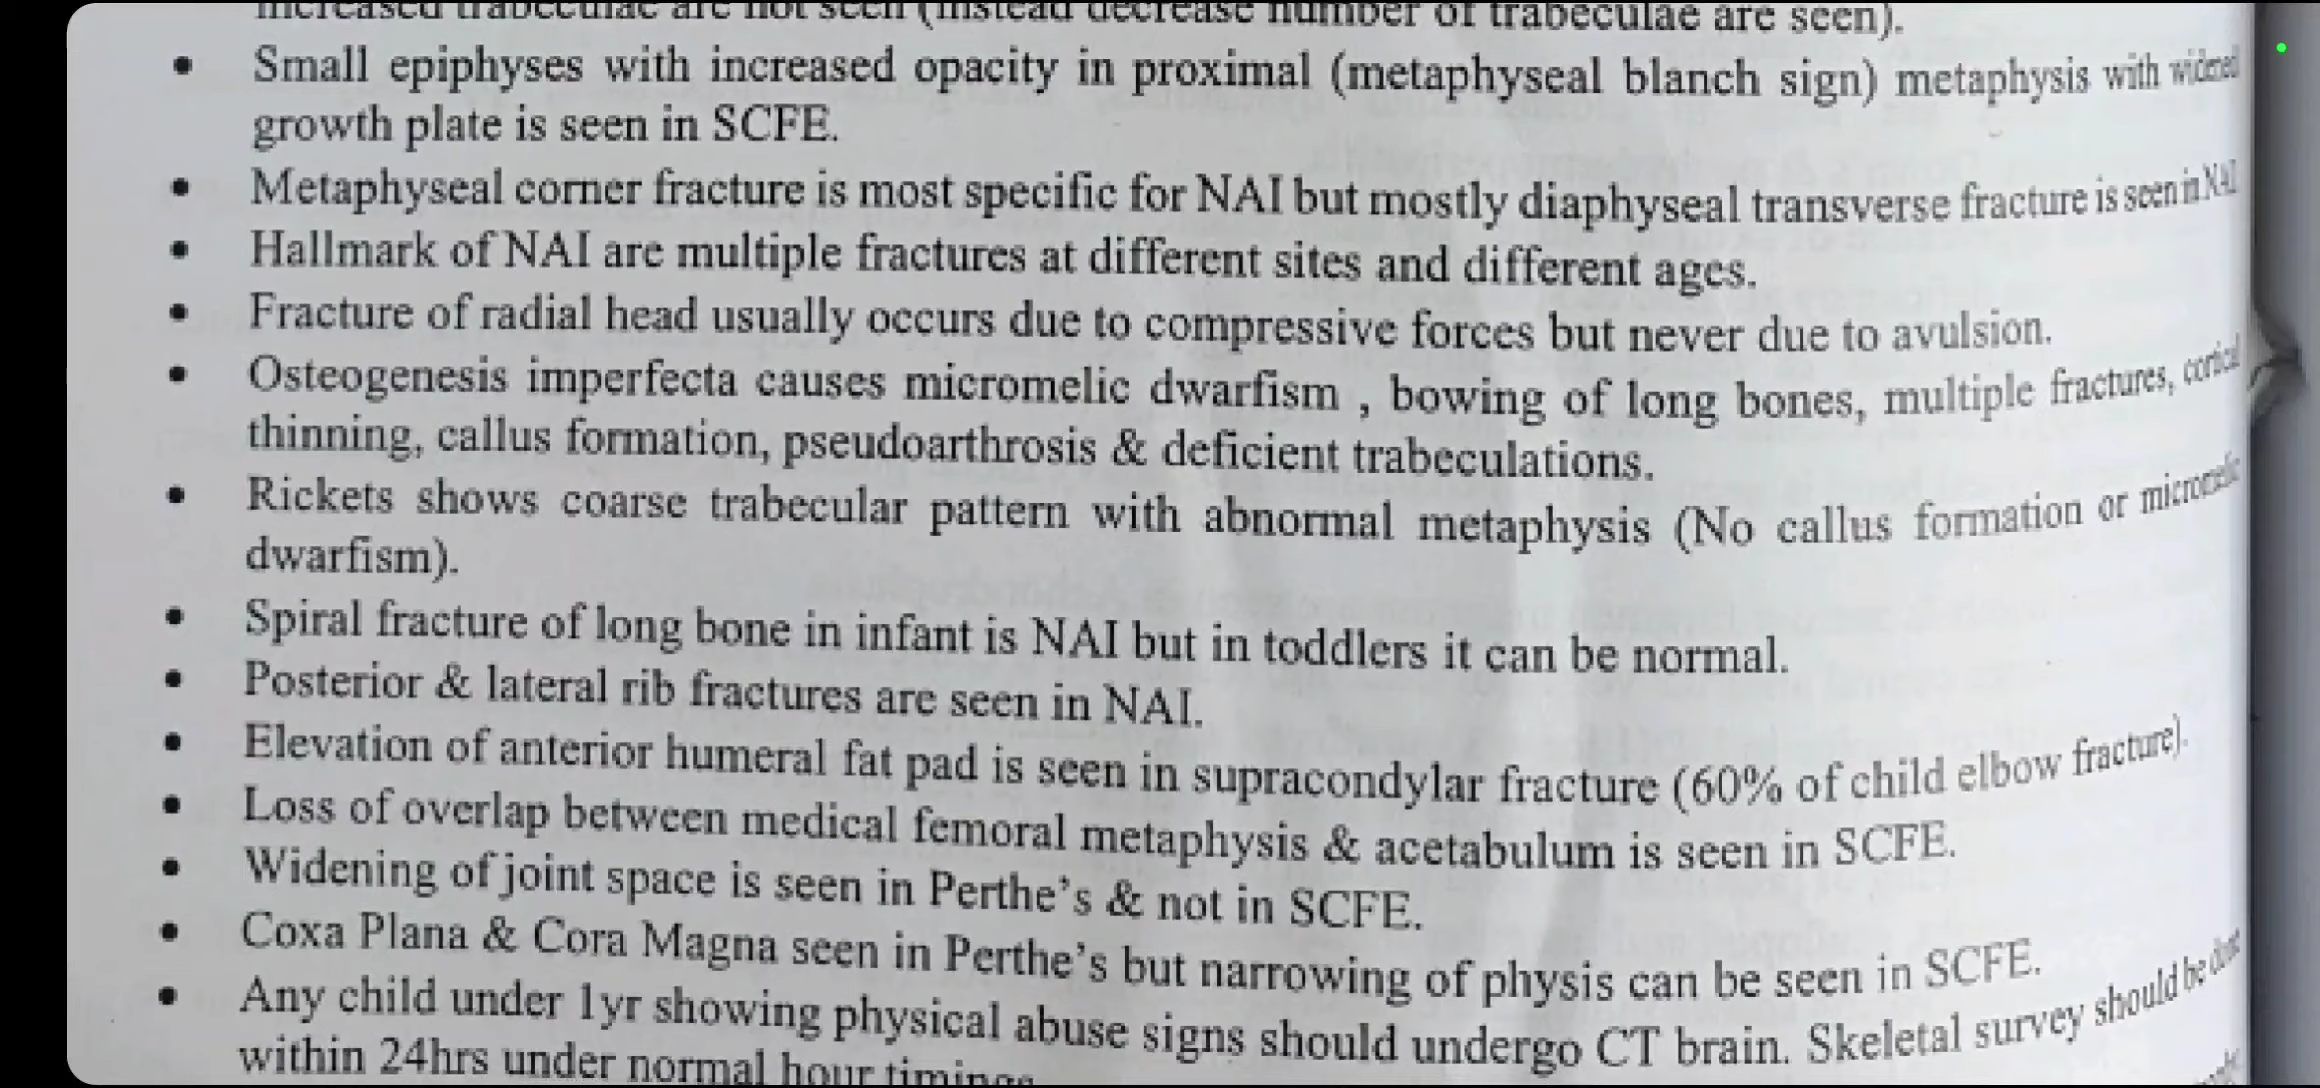 increased trabeculae are not seen (instead decrease number of trabeculae are seen).
• Small epiphyses with increased opacity in proximal (metaphyseal blanch sign) metaphysis with widened
growth plate is seen in SCFE.
• Metaphyseal corner fracture is most specific for NAI but mostly diaphyseal transverse fracture is seen in NAI
• Hallmark of NAI are multiple fractures at different sites and different ages.
• Fracture of radial head usually occurs due to compressive forces but never due to avulsion.
• Osteogenesis imperfecta causes micromelic dwarfism , bowing of long bones, multiple fractures, cortical
thinning, callus formation, pseudoarthrosis & deficient trabeculations.
• Rickets shows coarse trabecular pattern with abnormal metaphysis (No callus formation or micromelic
dwarfism).
• Spiral fracture of long bone in infant is NAI but in toddlers it can be normal.
• Posterior & lateral rib fractures are seen in NAI.
• Elevation of anterior humeral fat pad is seen in supracondylar fracture (60% of child elbow fracture).
• Loss of overlap between medical femoral metaphysis & acetabulum is seen in SCFE.
• Widening of joint space is seen in Perthe's & not in SCFE.
• Coxa Plana & Cora Magna seen in Perthe's but narrowing of physis can be seen in SCFE.
• Any child under 1yr showing physical abuse signs should undergo CT brain. Skeletal survey should be done
within 24hrs under normal hour timings